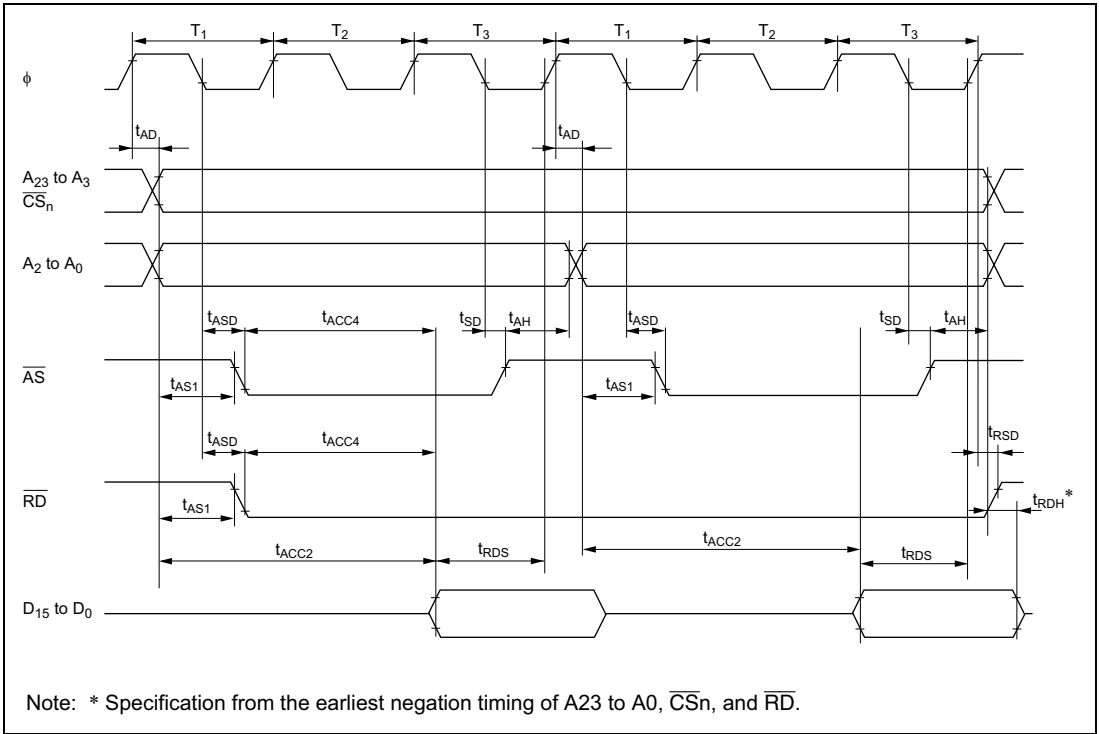 T1 T2 T3 T1 T2 T3
ϕ
tAD tAD
A23 to A3
CSn
A2 to A0
tASD tACC4 tSD tAH tASD tSD tAH
AS
tAS1 tAS1
tASD tACC4 tRSD
RD
tAS1 tRDH*
tACC2 tRDS tACC2 tRDS
D15 to D0
Note: * Specification from the earliest negation timing of A23 to A0, CSn, and RD.